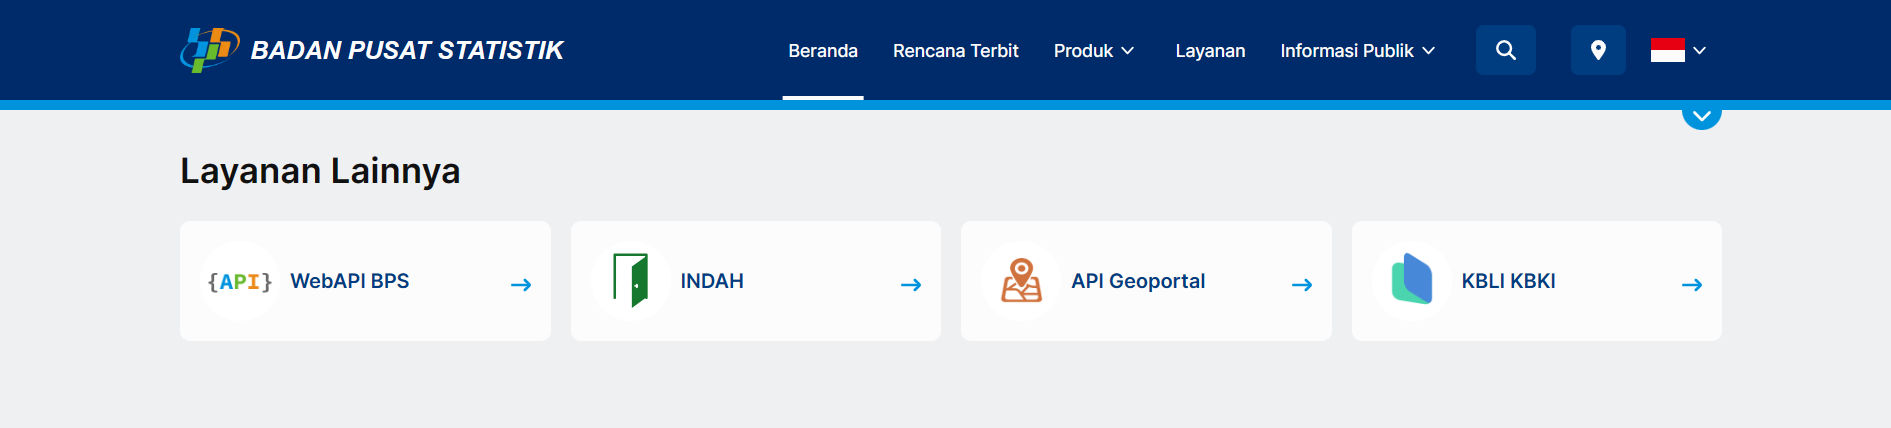 BADAN PUSAT STATISTIK
Beranda Rencana Terbit Produk Layanan Informasi Publik
Layanan Lainnya
{API} WebAPI BPS
INDAH
API Geoportal
KBLI KBKI